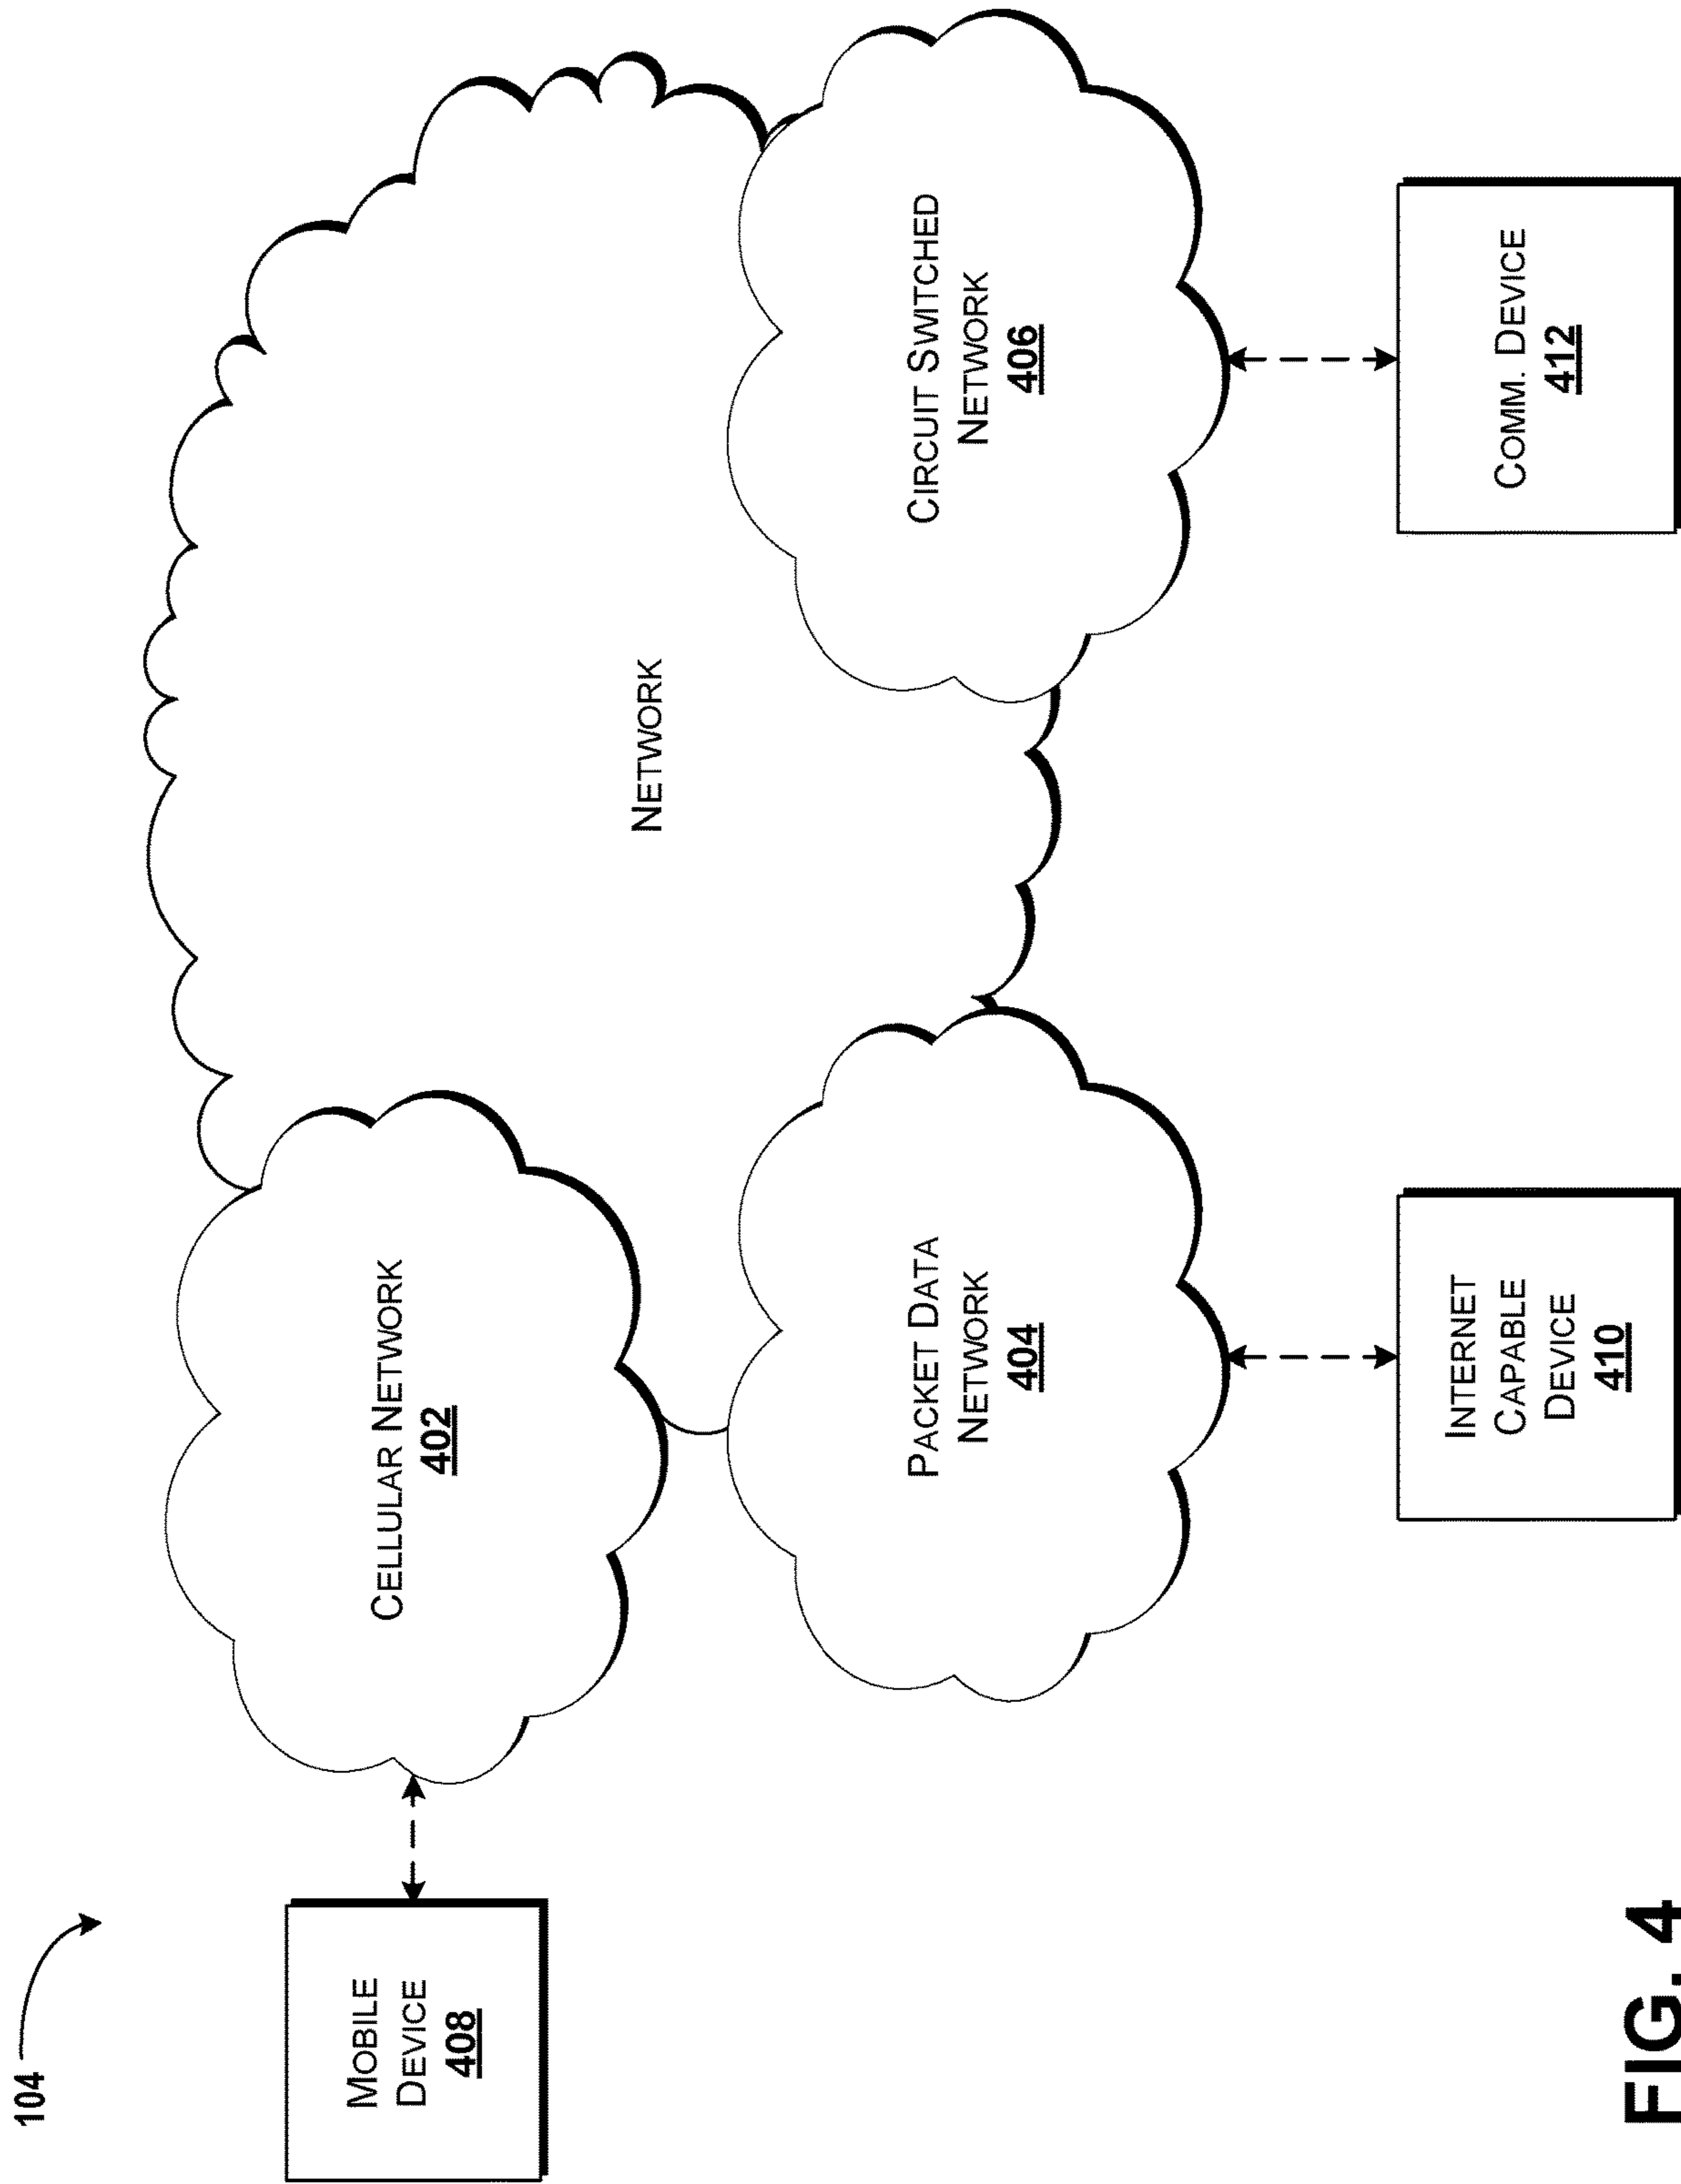 104
MOBILE
DEVICE
408
CELLULAR NETWORK
402
NETWORK
PACKET DATA
NETWORK
404
CIRCUIT SWITCHED
NETWORK
406
INTERNET
CAPABLE
DEVICE
410
COMM. DEVICE
412
FIG. 4